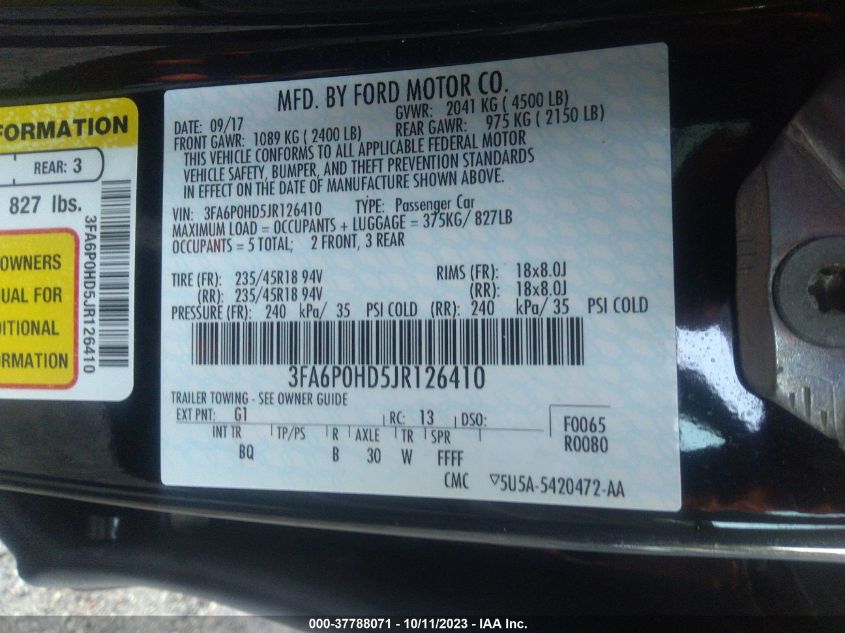 FORMATION
REAR: 3
827 lbs.
OWNERS
UAL FOR
DITIONAL
ORMATION
3FA6P0HD5JR126410
MFD. BY FORD MOTOR CO.
DATE: 09/17 GVWR: 2041 KG ( 4500 LB)
FRONT GAWR: 1089 KG ( 2400 LB) REAR GAWR: 975 KG ( 2150 LB)
THIS VEHICLE CONFORMS TO ALL APPLICABLE FEDERAL MOTOR
VEHICLE SAFETY, BUMPER, AND THEFT PREVENTION STANDARDS
IN EFFECT ON THE DATE OF MANUFACTURE SHOWN ABOVE.
VIN: 3FA6P0HD5JR126410 TYPE: Passenger Car
MAXIMUM LOAD = OCCUPANTS + LUGGAGE = 375KG/ 827LB
OCCUPANTS = 5 TOTAL; 2 FRONT, 3 REAR
TIRE (FR): 235/45R18 94V RIMS (FR): 18x8.0J
(RR): 235/45R18 94V (RR): 18x8.0J
PRESSURE (FR): 240 kPa/ 35 PSI COLD (RR): 240 kPa/ 35 PSI COLD
3FA6P0HD5JR126410
TRAILER TOWING - SEE OWNER GUIDE
EXT PNT: G1 RC: 13 DSO: F0065
R0080
INT TR TP/PS R AXLE TR SPR
BQ B 30 W FFFF
CMC ▽5U5A-5420472-AA
000-37788071 - 10/11/2023 - IAA Inc.